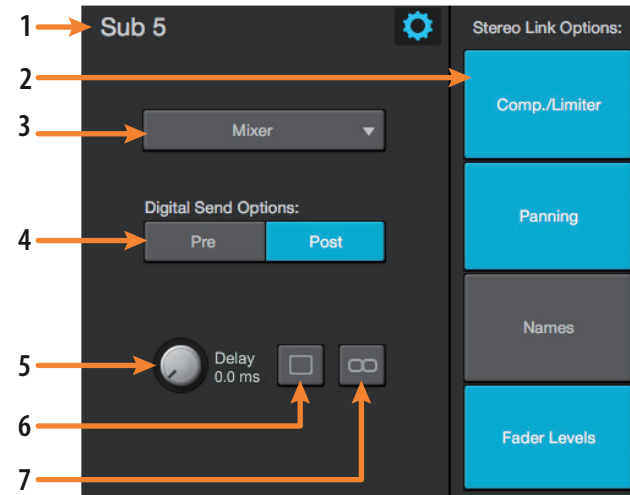 1
Sub 5
Stereo Link Options:
2
Comp./Limiter
3
Mixer
Digital Send Options:
4
Pre
Post
Panning
5
Delay
0.0 ms
Names
6
Fader Levels
7